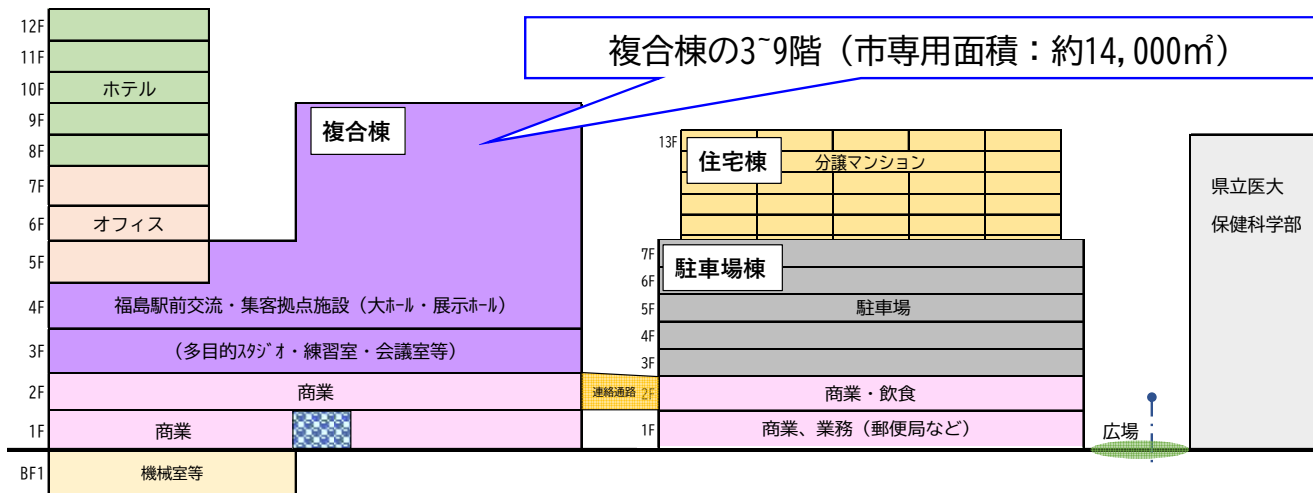 複合棟の3~9階（市専用面積：約14,000㎡）
12F
11F
10F
ホテル
9F
8F
7F
6F
オフィス
5F
4F
3F
2F
1F
BF1
複合棟
福島駅前交流・集客拠点施設（大ﾎｰﾙ・展示ﾎｰﾙ）
（多目的ｽﾀｼﾞｵ・練習室・会議室等）
商業
商業
機械室等
連絡通路
13F
住宅棟
分譲マンション
7F
駐車場棟
6F
5F
駐車場
4F
3F
2F
商業・飲食
1F
商業、業務（郵便局など）
広場
県立医大
保健科学部